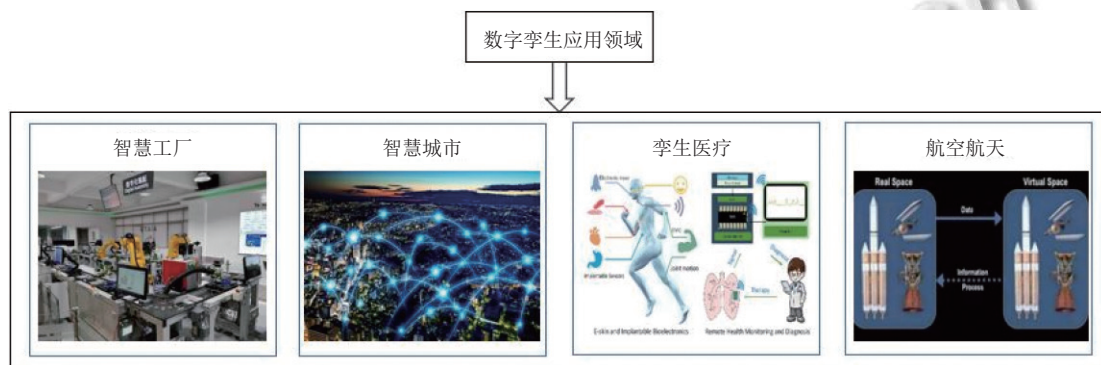 数字孪生应用领域
智慧工厂
智慧城市
孪生医疗
航空航天
Joint motion
E-skin and Implantable Bioelectronics
Remote Health Monitoring and Diagnosis
Real Space
Virtual Space
Data
Information
Process